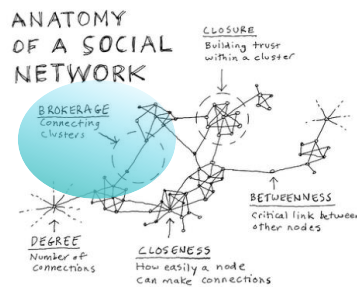 ANATOMY
OF A SOCIAL
NETWORK
CLOSURE
Building trust
within a cluster
BROKERAGE
Connecting
clusters
BETWEENNESS
Critical link between
other nodes
DEGREE
Number of
connections
CLOSENESS
How easily a node
can make connections